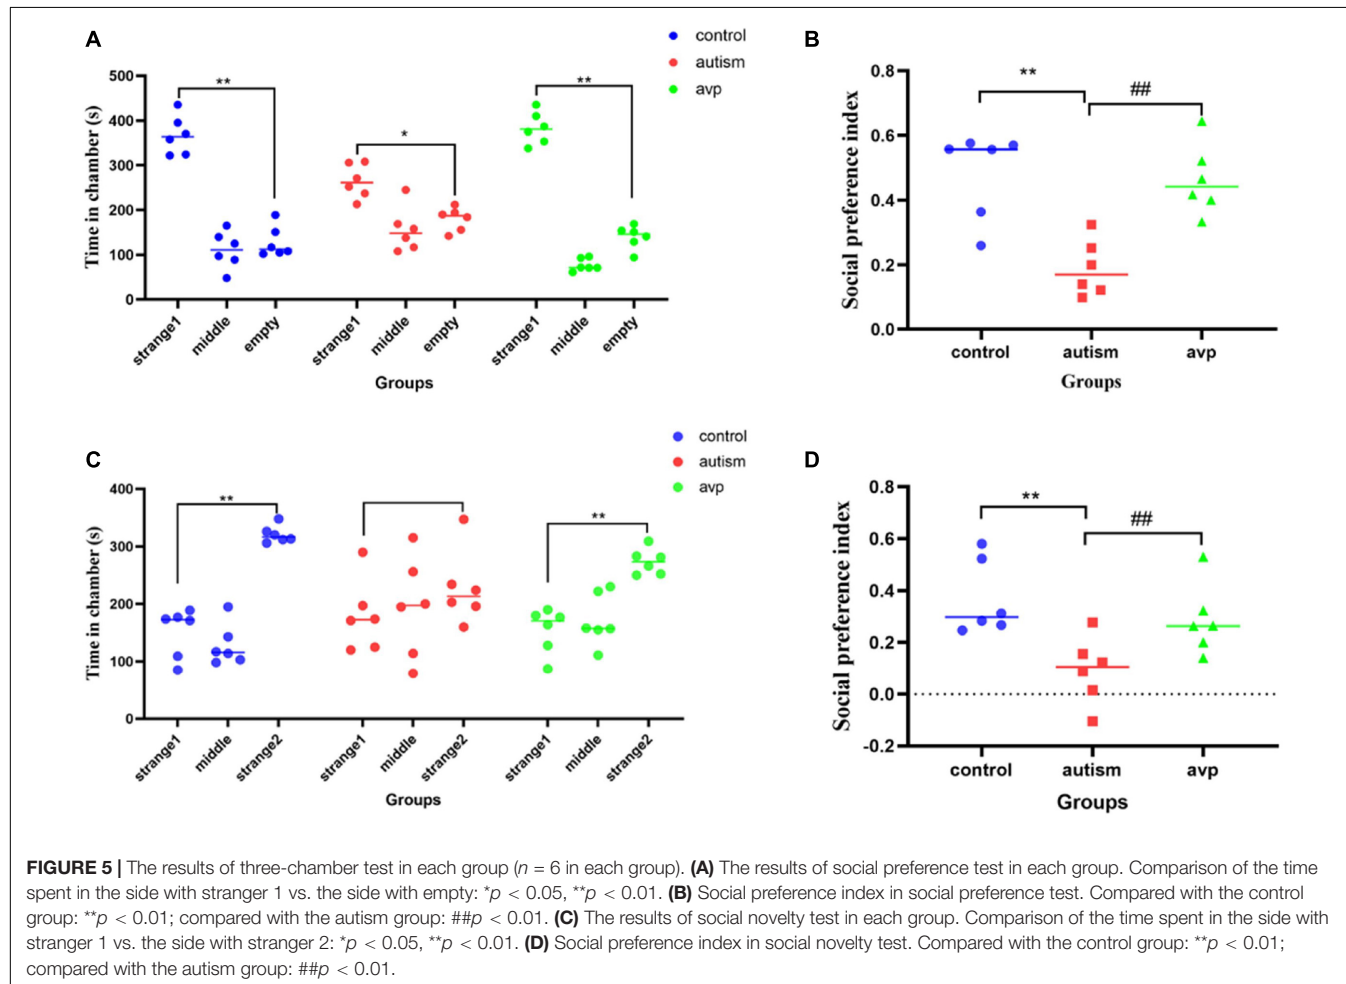 A
control
autism
avp
Time in chamber (s)
500
400
300
200
100
0
**
*
**
strange1
middle
empty
strange1
middle
empty
strange1
middle
empty
Groups
B
Social preference index
0.8
0.6
0.4
0.2
0.0
**
##
control
autism
avp
Groups
C
control
autism
avp
Time in chamber (s)
400
300
200
100
0
**
**
strange1
middle
strange2
strange1
middle
strange2
strange1
middle
strange2
Groups
D
Social preference index
0.8
0.6
0.4
0.2
0.0
-0.2
**
##
control
autism
avp
Groups
FIGURE 5 | The results of three-chamber test in each group (n = 6 in each group). (A) The results of social preference test in each group. Comparison of the time
spent in the side with stranger 1 vs. the side with empty: *p < 0.05, **p < 0.01. (B) Social preference index in social preference test. Compared with the control
group: **p < 0.01; compared with the autism group: ##p < 0.01. (C) The results of social novelty test in each group. Comparison of the time spent in the side with
stranger 1 vs. the side with stranger 2: *p < 0.05, **p < 0.01. (D) Social preference index in social novelty test. Compared with the control group: **p < 0.01;
compared with the autism group: ##p < 0.01.